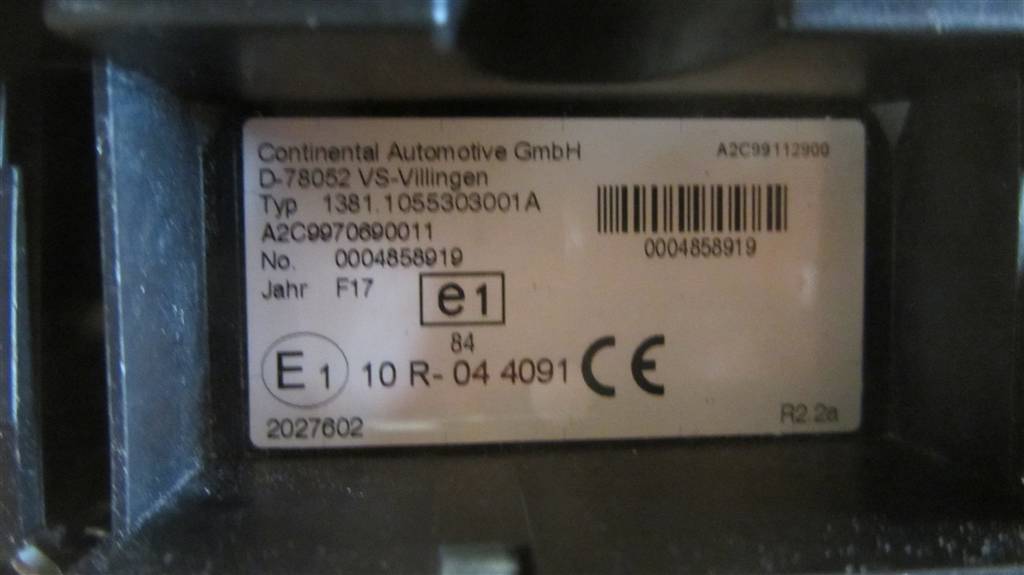 Continental Automotive GmbH
A2C99112900
D-78052 VS-Villingen
Typ 1381.1055303001A
A2C9970690011
0004858919
No. 0004858919
Jahr F17
e1
84
E1 10 R-04 4091 CE
2027602
R2.2a